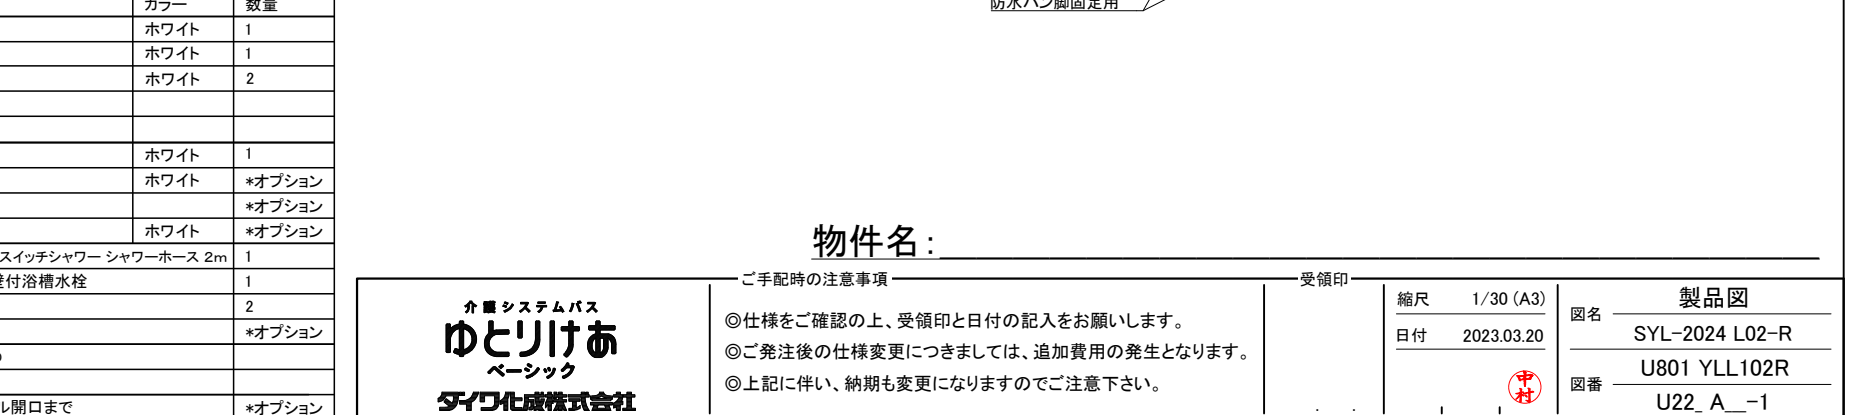 カラー 数量
防水パン脚固定用
ホワイト 1
ホワイト 1
ホワイト 2
ホワイト 1
ホワイト *オプション
*オプション
ホワイト *オプション
スイッチシャワー シャワーホース 2m 1
付浴槽水栓 1
2
*オプション
ル開口まで *オプション
物件名:
介護システムバス
ゆとりけあ
ベーシック
ダイワ化成株式会社
ご手配時の注意事項
◎仕様をご確認の上、受領印と日付の記入をお願いします。
◎ご発注後の仕様変更につきましては、追加費用の発生となります。
◎上記に伴い、納期も変更になりますのでご注意下さい。
受領印
縮尺 1/30 (A3)
日付 2023.03.20
中村
図名 製品図
SYL-2024 L02-R
図番 U801 YLL102R
U22_ A__-1